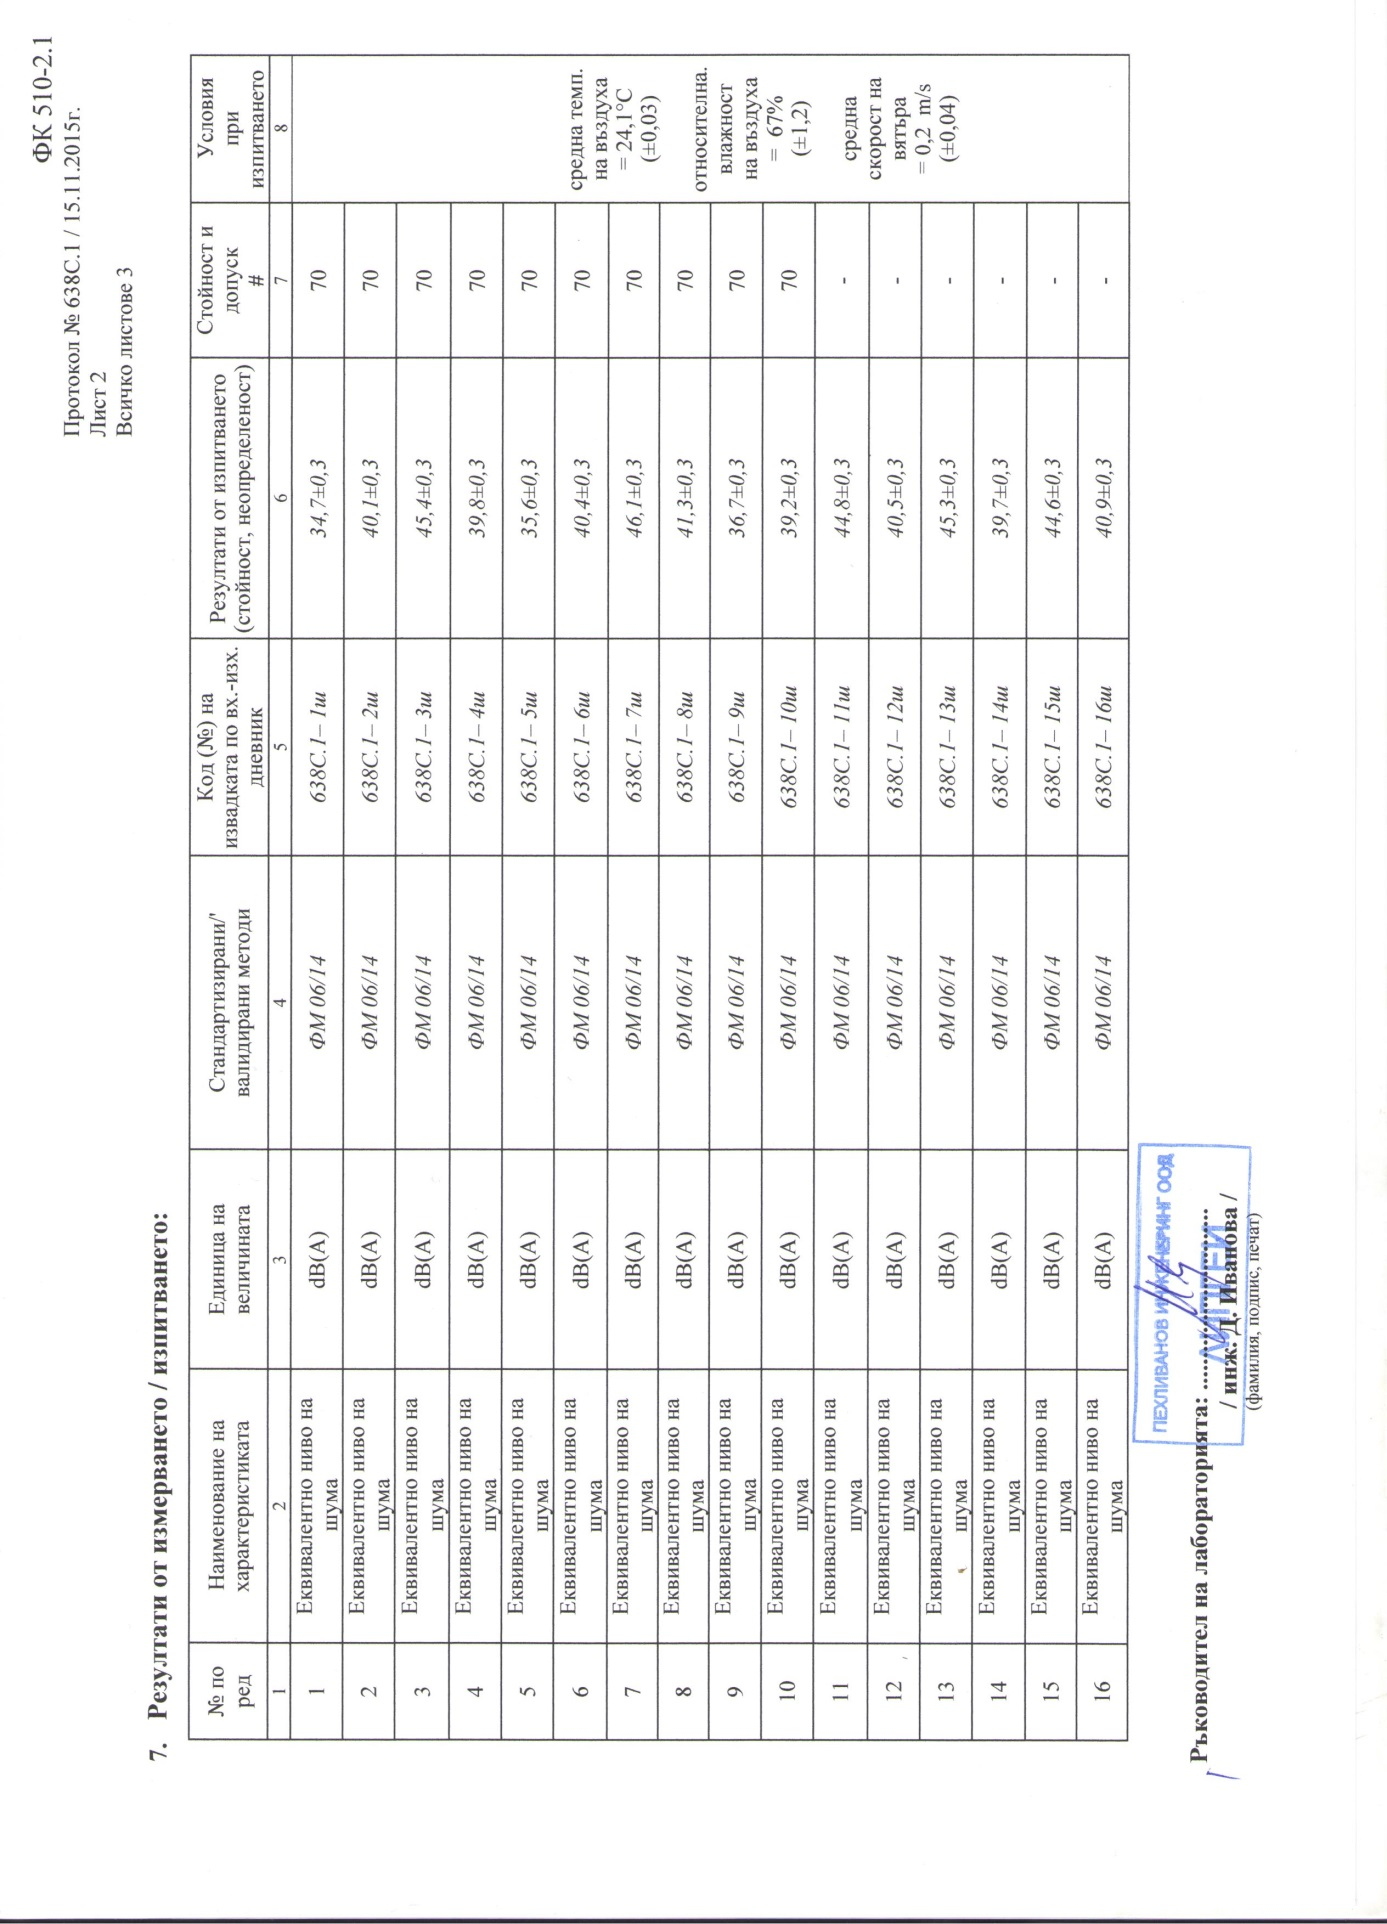 ФК 510-2.1
Протокол № 638С.1 / 15.11.2015г.
Лист 2
Всичко листове 3
7. Резултати от измерването / изпитването:
№ по ред | Наименование на характеристиката | Единица на величината | Стандартизирани/' валидирани методи | Код (№) на извадката по вх.-изх. дневник | Резултати от изпитването (стойност, неопределеност) | Стойност и допуск # | Условия при изпитването
1 | 2 | 3 | 4 | 5 | 6 | 7 | 8
1 | Еквивалентно ниво на шума | dB(A) | ФМ 06/14 | 638С.1– 1ш | 34,7±0,3 | 70
2 | Еквивалентно ниво на шума | dB(A) | ФМ 06/14 | 638С.1– 2ш | 40,1±0,3 | 70
3 | Еквивалентно ниво на шума | dB(A) | ФМ 06/14 | 638С.1– 3ш | 45,4±0,3 | 70
4 | Еквивалентно ниво на шума | dB(A) | ФМ 06/14 | 638С.1– 4ш | 39,8±0,3 | 70
5 | Еквивалентно ниво на шума | dB(A) | ФМ 06/14 | 638С.1– 5ш | 35,6±0,3 | 70
6 | Еквивалентно ниво на шума | dB(A) | ФМ 06/14 | 638С.1– 6ш | 40,4±0,3 | 70
7 | Еквивалентно ниво на шума | dB(A) | ФМ 06/14 | 638С.1– 7ш | 46,1±0,3 | 70
8 | Еквивалентно ниво на шума | dB(A) | ФМ 06/14 | 638С.1– 8ш | 41,3±0,3 | 70
9 | Еквивалентно ниво на шума | dB(A) | ФМ 06/14 | 638С.1– 9ш | 36,7±0,3 | 70
10 | Еквивалентно ниво на шума | dB(A) | ФМ 06/14 | 638С.1– 10ш | 39,2±0,3 | 70
11 | Еквивалентно ниво на шума | dB(A) | ФМ 06/14 | 638С.1– 11ш | 44,8±0,3 | -
12 | Еквивалентно ниво на шума | dB(A) | ФМ 06/14 | 638С.1– 12ш | 40,5±0,3 | -
13 | Еквивалентно ниво на шума | dB(A) | ФМ 06/14 | 638С.1– 13ш | 45,3±0,3 | -
14 | Еквивалентно ниво на шума | dB(A) | ФМ 06/14 | 638С.1– 14ш | 39,7±0,3 | -
15 | Еквивалентно ниво на шума | dB(A) | ФМ 06/14 | 638С.1– 15ш | 44,6±0,3 | -
16 | Еквивалентно ниво на шума | dB(A) | ФМ 06/14 | 638С.1– 16ш | 40,9±0,3 | -
средна темп.
на въздуха
= 24,1°С
(±0,03)
относителна.
влажност
на въздуха
= 67%
(±1,2)
средна
скорост на
вятъра
= 0,2 m/s
(±0,04)
ПЕХЛИВАНОВ ИНЖЕНЕРИНГ ООД
ЛИПГЕИ
Ръководител на лабораторията: ..............................
/ инж. Д. Иванова /
(фамилия, подпис, печат)